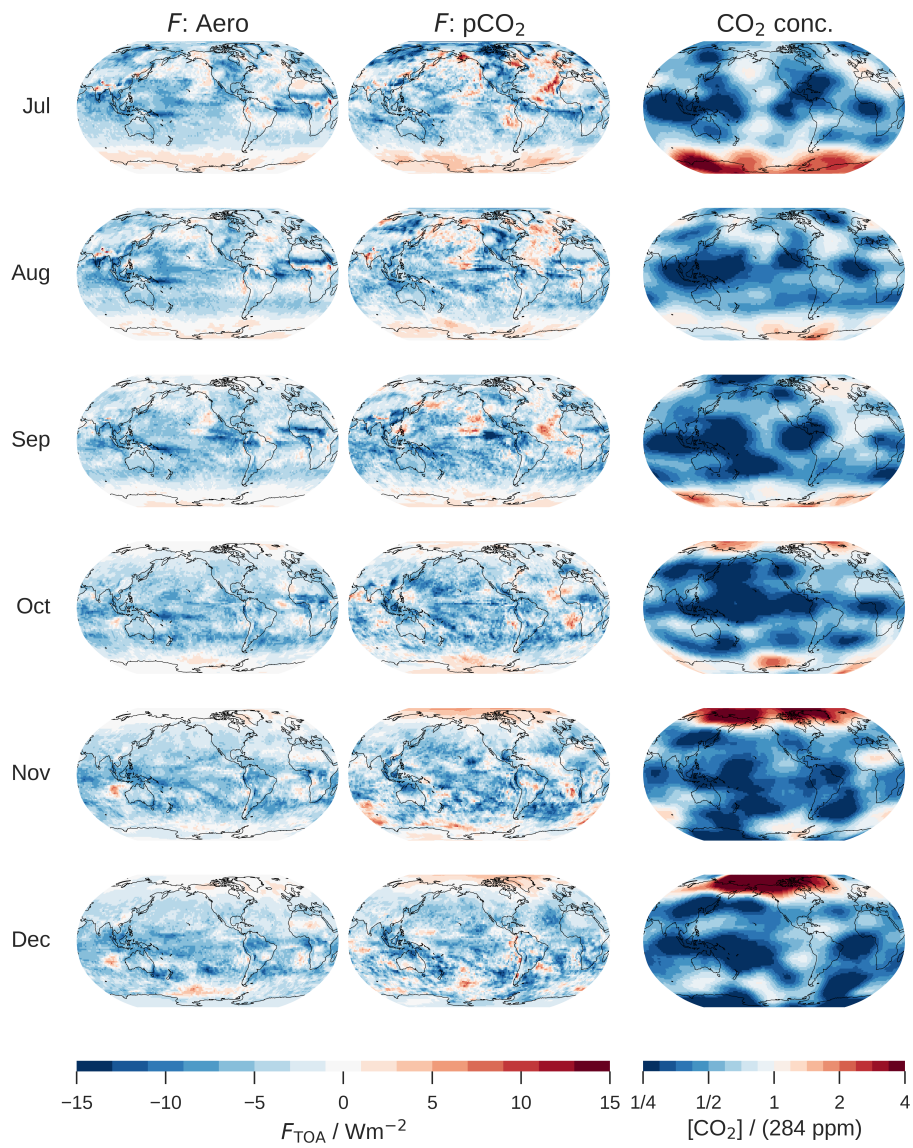 F: Aero F: pCO₂ CO₂ conc.
Jul
Aug
Sep
Oct
Nov
Dec
−15 −10 −5 0 5 10 15 1/4 1/2 1 2 4
F_TOA / Wm⁻² [CO₂] / (284 ppm)